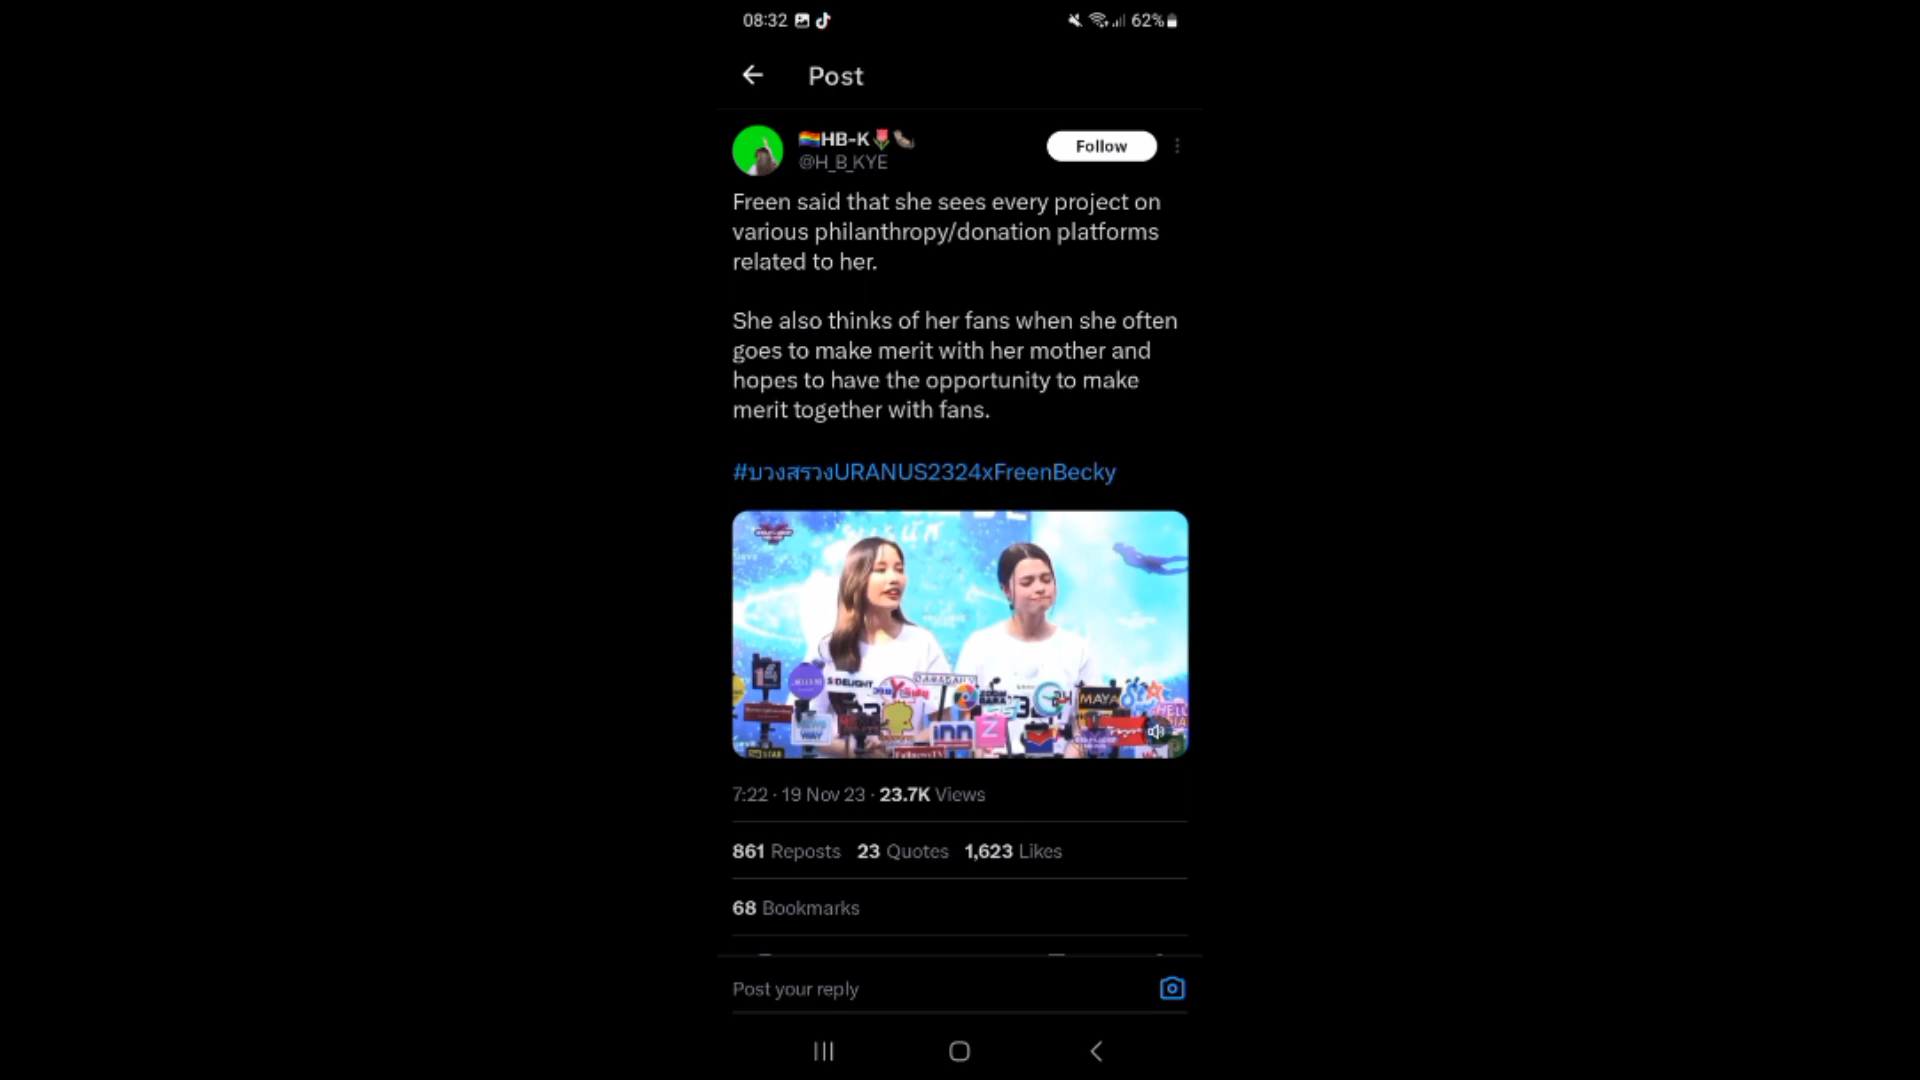 08:32 62%
Post
HB-K
@H_B_KYE
Follow
Freen said that she sees every project on
various philanthropy/donation platforms
related to her.
She also thinks of her fans when she often
goes to make merit with her mother and
hopes to have the opportunity to make
merit together with fans.
#บวงสรวงURANUS2324xFreenBecky
SIDELIGHT
DARADAILY
MAYA
Z
WAY
STAR
7:22 · 19 Nov 23 · 23.7K Views
861 Reposts 23 Quotes 1,623 Likes
68 Bookmarks
Post your reply